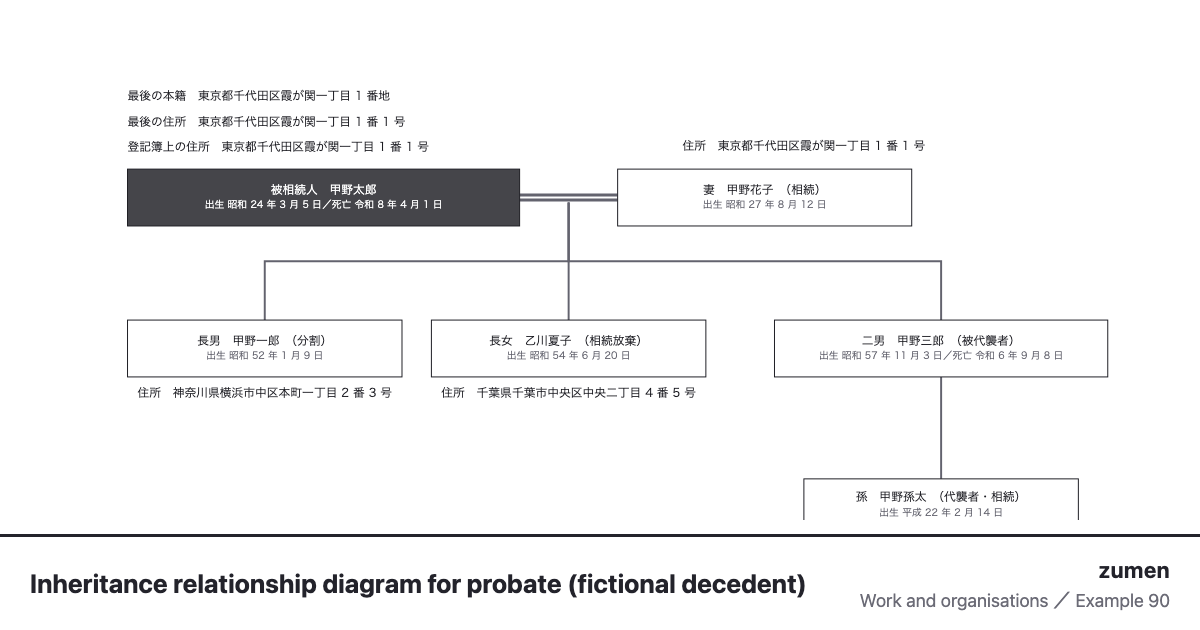 最後の本籍　東京都千代田区霞が関一丁目 1 番地
最後の住所　東京都千代田区霞が関一丁目 1 番 1 号
登記簿上の住所　東京都千代田区霞が関一丁目 1 番 1 号
住所　東京都千代田区霞が関一丁目 1 番 1 号
被相続人　甲野太郎
出生 昭和 24 年 3 月 5 日／死亡 令和 8 年 4 月 1 日
妻　甲野花子　（相続）
出生 昭和 27 年 8 月 12 日
長男　甲野一郎　（分割）
出生 昭和 52 年 1 月 9 日
住所　神奈川県横浜市中区本町一丁目 2 番 3 号
長女　乙川夏子　（相続放棄）
出生 昭和 54 年 6 月 20 日
住所　千葉県千葉市中央区中央二丁目 4 番 5 号
二男　甲野三郎　（被代襲者）
出生 昭和 57 年 11 月 3 日／死亡 令和 6 年 9 月 8 日
孫　甲野孫太　（代襲者・相続）
出生 平成 22 年 2 月 14 日
Inheritance relationship diagram for probate (fictional decedent)
zumen
Work and organisations ／ Example 90